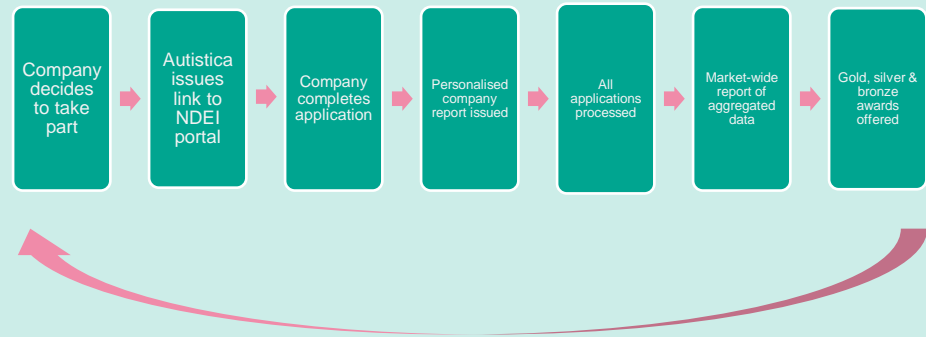 Company
decides
to take
part
Autistica
issues
link to
NDEI
portal
Company
completes
application
Personalised
company
report issued
All
applications
processed
Market-wide
report of
aggregated
data
Gold, silver &
bronze
awards
offered